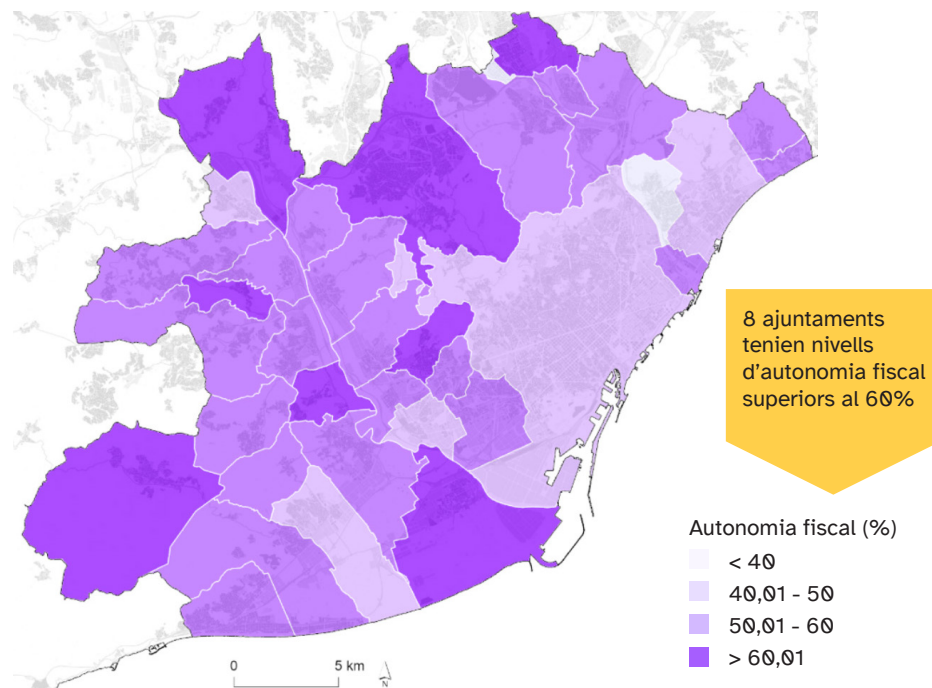 8 ajuntaments
tenien nivells
d'autonomia fiscal
superiors al 60%
Autonomia fiscal (%)
< 40
40,01 - 50
50,01 - 60
> 60,01
0 5 km
N